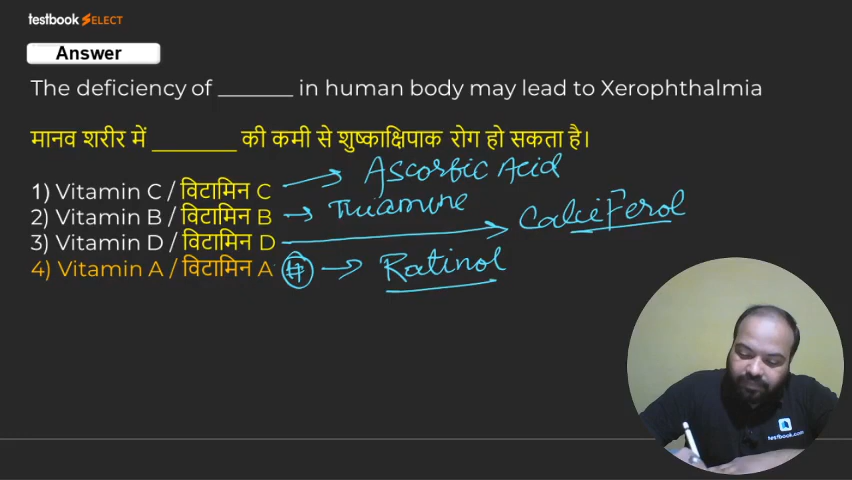 testbook SELECT
Answer
The deficiency of _______ in human body may lead to Xerophthalmia
मानव शरीर में ________ की कमी से शुष्काक्षिपाक रोग हो सकता है।
1) Vitamin C / विटामिन C → Ascorbic Acid
2) Vitamin B / विटामिन B → Thiamine
3) Vitamin D / विटामिन D → CalciFerol
4) Vitamin A / विटामिन A → Ratinol
testbook.com